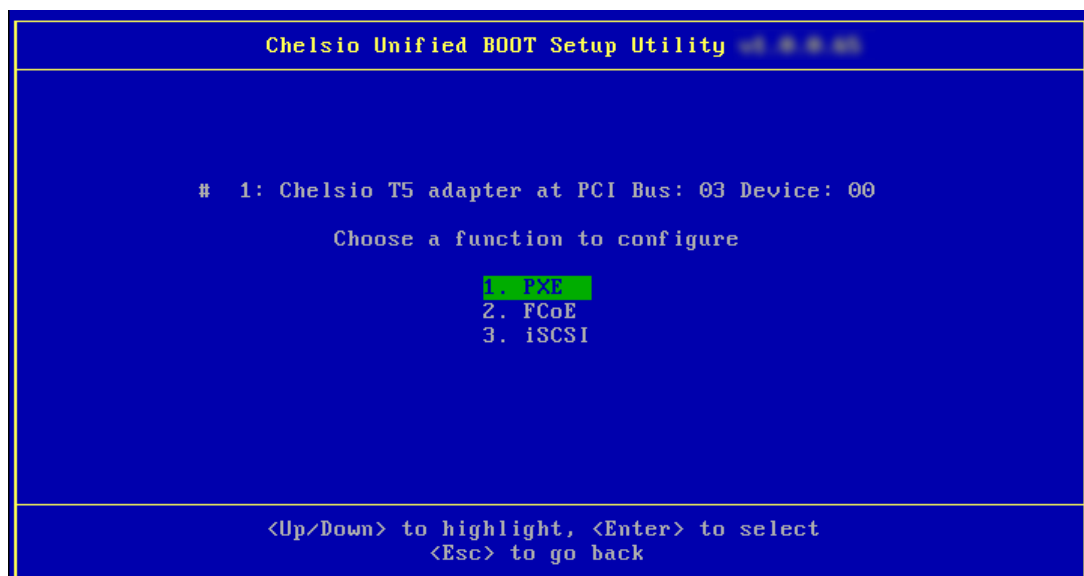 Chelsio Unified BOOT Setup Utility
# 1: Chelsio T5 adapter at PCI Bus: 03 Device: 00
Choose a function to configure
1. PXE
2. FCoE
3. iSCSI
<Up/Down> to highlight, <Enter> to select
<Esc> to go back